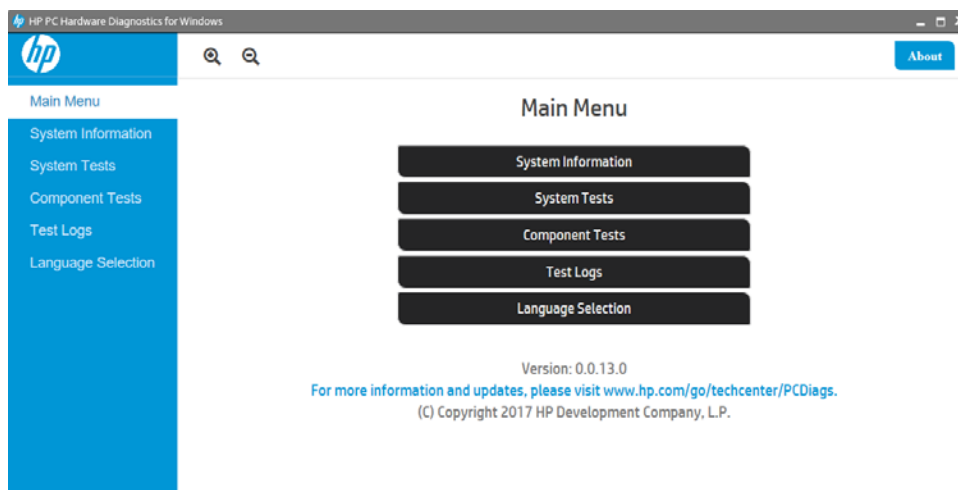 HP PC Hardware Diagnostics for Windows
hp
About
Main Menu
System Information
System Tests
Component Tests
Test Logs
Language Selection
Main Menu
System Information
System Tests
Component Tests
Test Logs
Language Selection
Version: 0.0.13.0
For more information and updates, please visit www.hp.com/go/techcenter/PCDiags.
(C) Copyright 2017 HP Development Company, L.P.